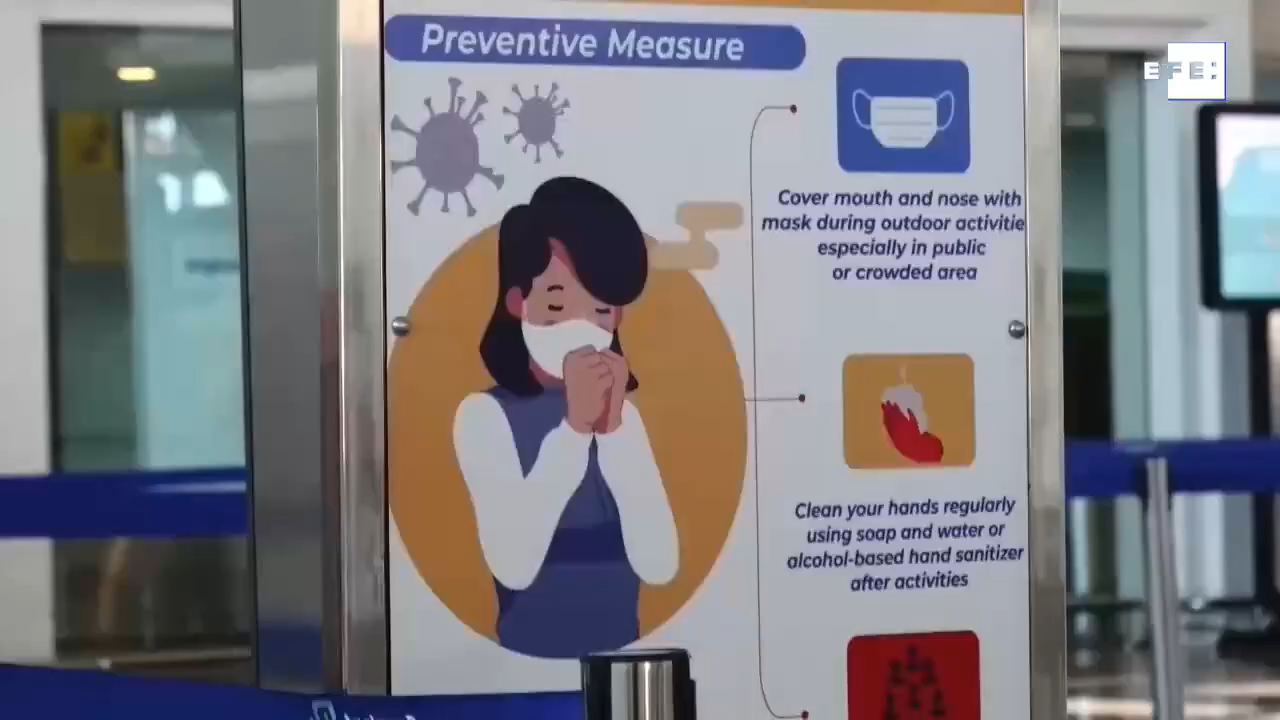 Preventive Measure
EFE:
Cover mouth and nose with
mask during outdoor activitie
especially in public
or crowded area
Clean your hands regularly
using soap and water or
alcohol-based hand sanitizer
after activities